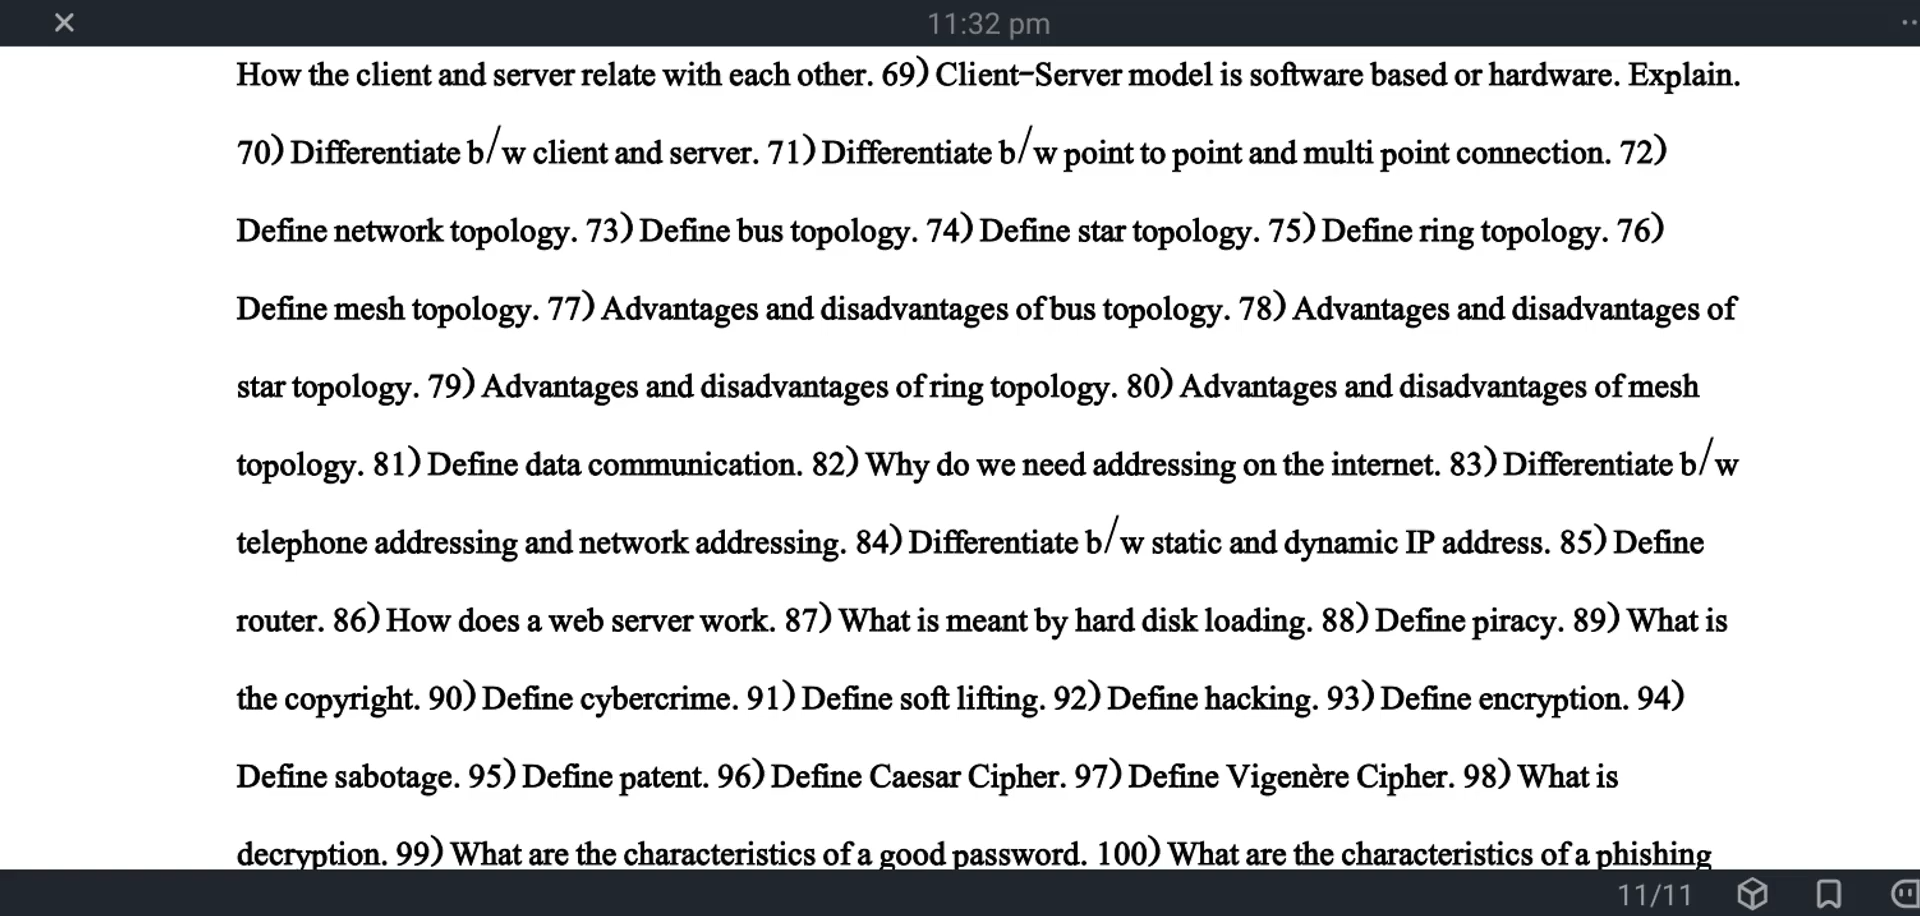 11:32 pm
How the client and server relate with each other. 69) Client-Server model is software based or hardware. Explain.
70) Differentiate b/w client and server. 71) Differentiate b/w point to point and multi point connection. 72)
Define network topology. 73) Define bus topology. 74) Define star topology. 75) Define ring topology. 76)
Define mesh topology. 77) Advantages and disadvantages of bus topology. 78) Advantages and disadvantages of
star topology. 79) Advantages and disadvantages of ring topology. 80) Advantages and disadvantages of mesh
topology. 81) Define data communication. 82) Why do we need addressing on the internet. 83) Differentiate b/w
telephone addressing and network addressing. 84) Differentiate b/w static and dynamic IP address. 85) Define
router. 86) How does a web server work. 87) What is meant by hard disk loading. 88) Define piracy. 89) What is
the copyright. 90) Define cybercrime. 91) Define soft lifting. 92) Define hacking. 93) Define encryption. 94)
Define sabotage. 95) Define patent. 96) Define Caesar Cipher. 97) Define Vigenère Cipher. 98) What is
decryption. 99) What are the characteristics of a good password. 100) What are the characteristics of a phishing
11/11